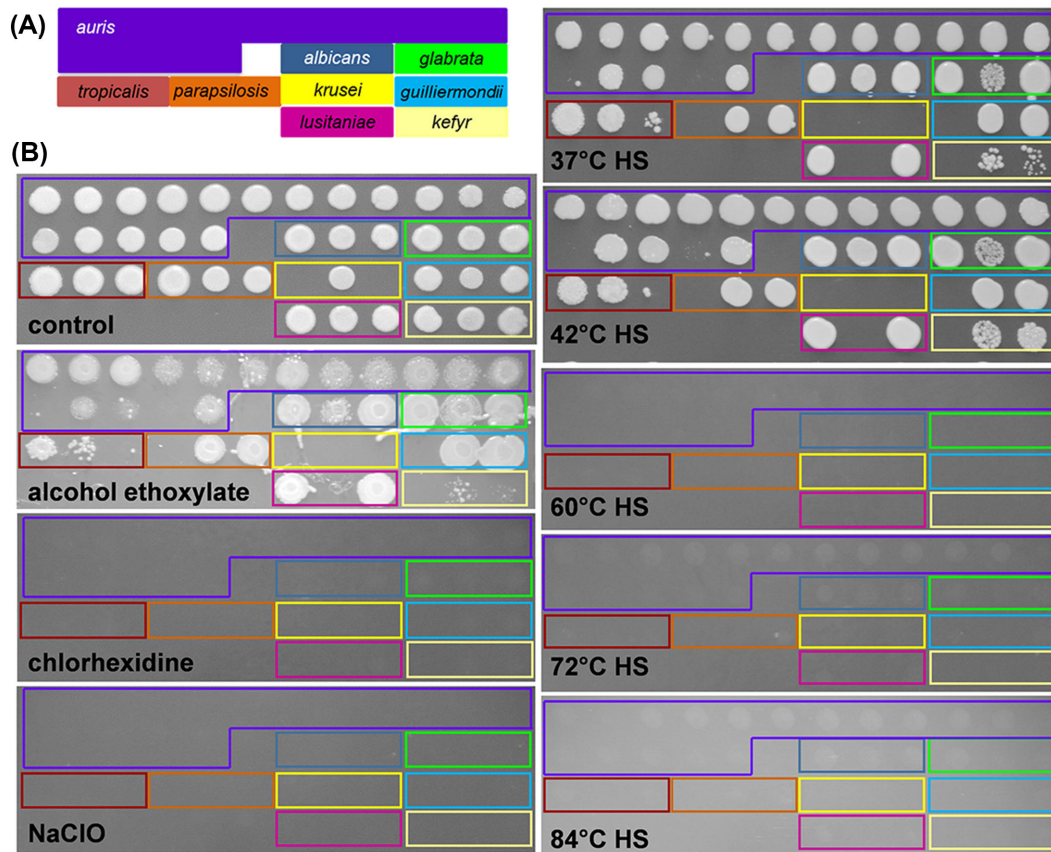 (A)
auris
albicans glabrata
tropicalis parapsilosis krusei guilliermondii
lusitaniae kefyr
(B)
control
alcohol ethoxylate
chlorhexidine
NaClO
37°C HS
42°C HS
60°C HS
72°C HS
84°C HS